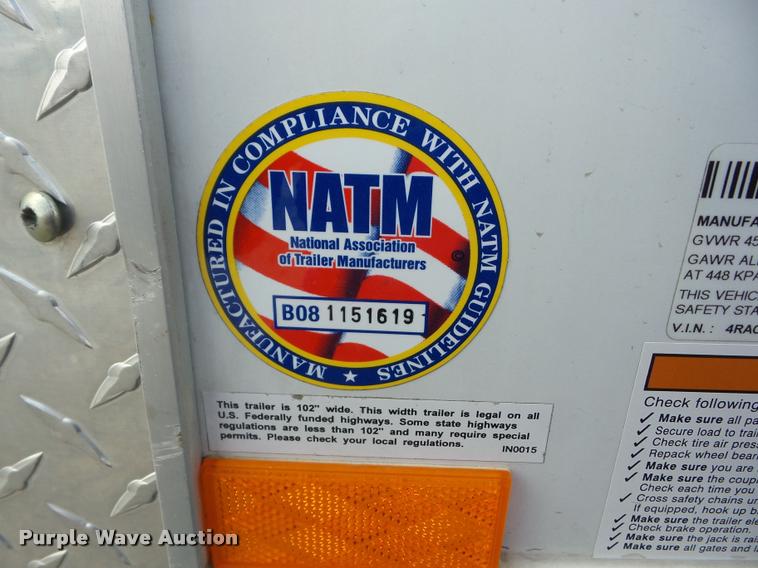 MANUFACTURED IN COMPLIANCE WITH NATM GUIDELINES ★
NATM
National Association
of Trailer Manufacturers
©
B08 1151619
This trailer is 102" wide. This width trailer is legal on all
U.S. Federally funded highways. Some state highways
regulations are less than 102" and many require special
permits. Please check your local regulations.
IN0015
MANUFA
GVWR 45
GAWR ALL
AT 448 KPA
THIS VEHIC
SAFETY STA
V.I.N. : 4RAC
Check following
✓ Make sure all pa
✓ Secure load to trai
✓ Check tire air pres
✓ Repack wheel bear
✓ Make sure you are
✓ Make sure the coup
Check each time you
✓ Cross safety chains un
If equipped, hook up b
✓ Make sure the trailer ele
✓ Check brake operation.
✓ Make sure the jack is rai
✓ Make sure all gates and
Purple Wave Auction®